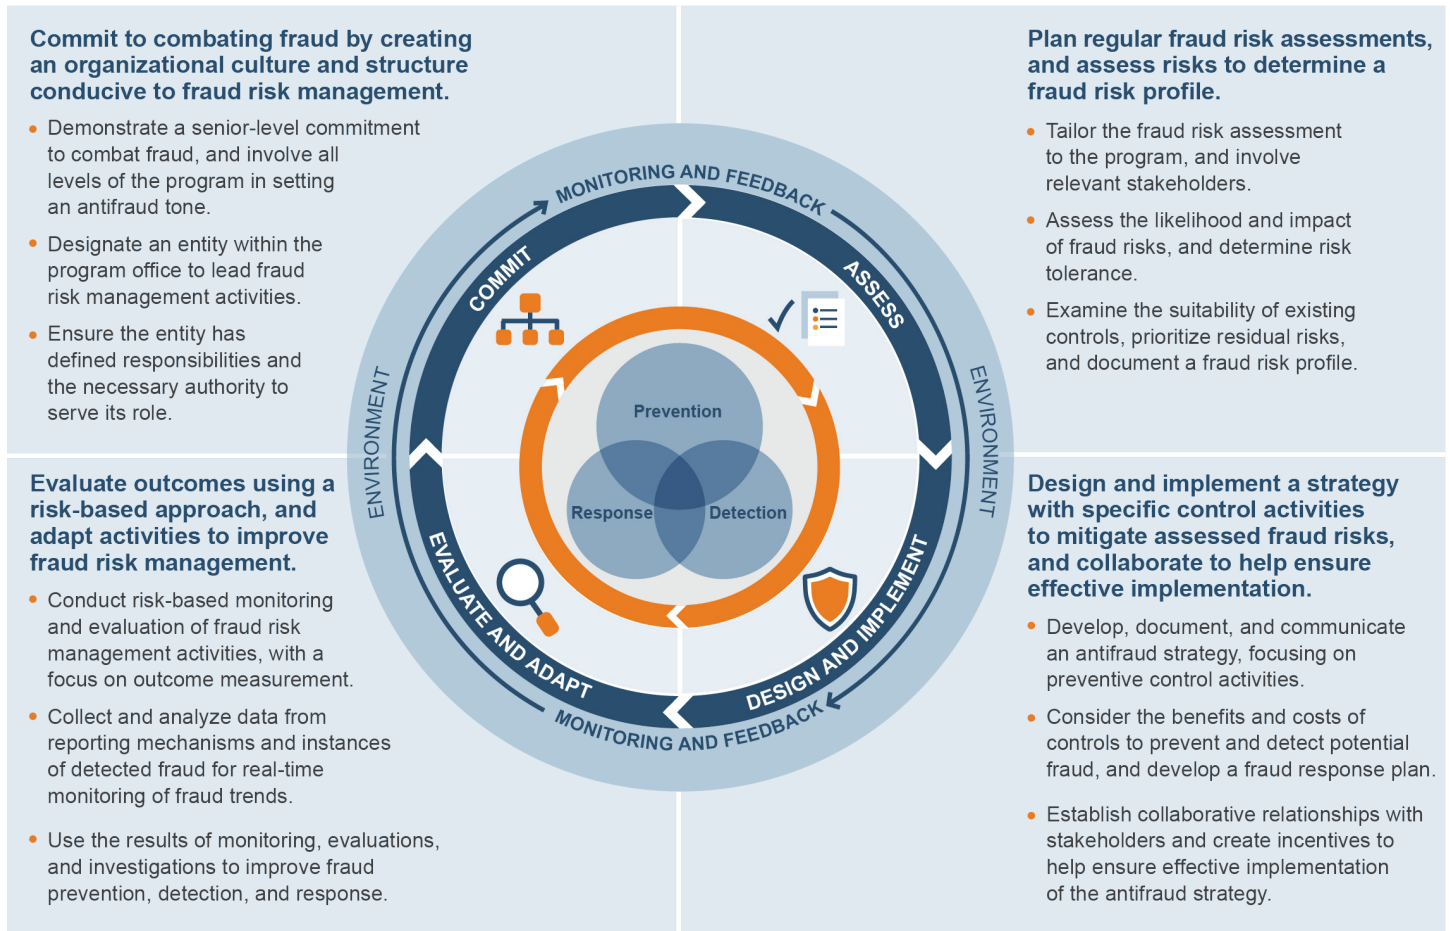 Commit to combating fraud by creating
an organizational culture and structure
conducive to fraud risk management.
• Demonstrate a senior-level commitment
to combat fraud, and involve all
levels of the program in setting
an antifraud tone.
• Designate an entity within the
program office to lead fraud
risk management activities.
• Ensure the entity has
defined responsibilities and
the necessary authority to
serve its role.
Plan regular fraud risk assessments,
and assess risks to determine a
fraud risk profile.
• Tailor the fraud risk assessment
to the program, and involve
relevant stakeholders.
• Assess the likelihood and impact
of fraud risks, and determine risk
tolerance.
• Examine the suitability of existing
controls, prioritize residual risks,
and document a fraud risk profile.
MONITORING AND FEEDBACK
COMMIT
ASSESS
ENVIRONMENT
ENVIRONMENT
Prevention
Response
Detection
EVALUATE AND ADAPT
DESIGN AND IMPLEMENT
MONITORING AND FEEDBACK
Evaluate outcomes using a
risk-based approach, and
adapt activities to improve
fraud risk management.
• Conduct risk-based monitoring
and evaluation of fraud risk
management activities, with a
focus on outcome measurement.
• Collect and analyze data from
reporting mechanisms and instances
of detected fraud for real-time
monitoring of fraud trends.
• Use the results of monitoring, evaluations,
and investigations to improve fraud
prevention, detection, and response.
Design and implement a strategy
with specific control activities
to mitigate assessed fraud risks,
and collaborate to help ensure
effective implementation.
• Develop, document, and communicate
an antifraud strategy, focusing on
preventive control activities.
• Consider the benefits and costs of
controls to prevent and detect potential
fraud, and develop a fraud response plan.
• Establish collaborative relationships with
stakeholders and create incentives to
help ensure effective implementation
of the antifraud strategy.